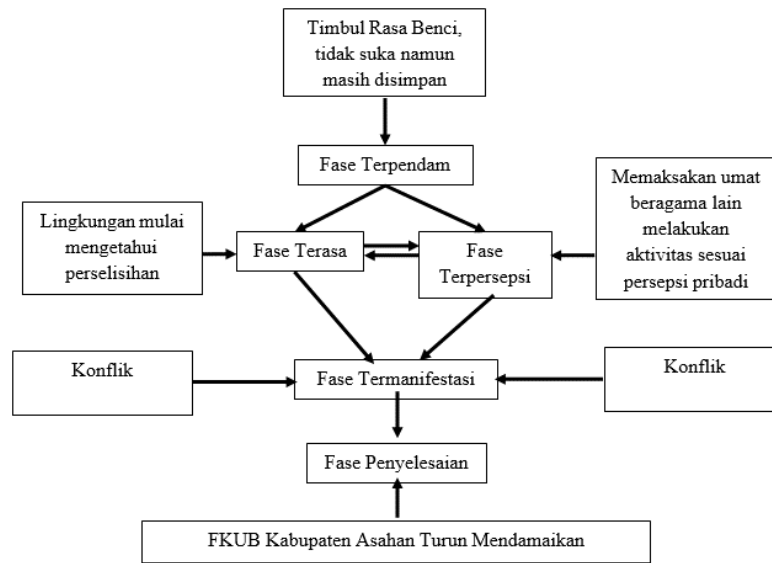 Timbul Rasa Benci,
tidak suka namun
masih disimpan
Fase Terpendam
Lingkungan mulai
mengetahui
perselisihan
Fase Terasa
Fase
Terpersepsi
Memaksakan umat
beragama lain
melakukan
aktivitas sesuai
persepsi pribadi
Konflik
Fase Termanifestasi
Konflik
Fase Penyelesaian
FKUB Kabupaten Asahan Turun Mendamaikan